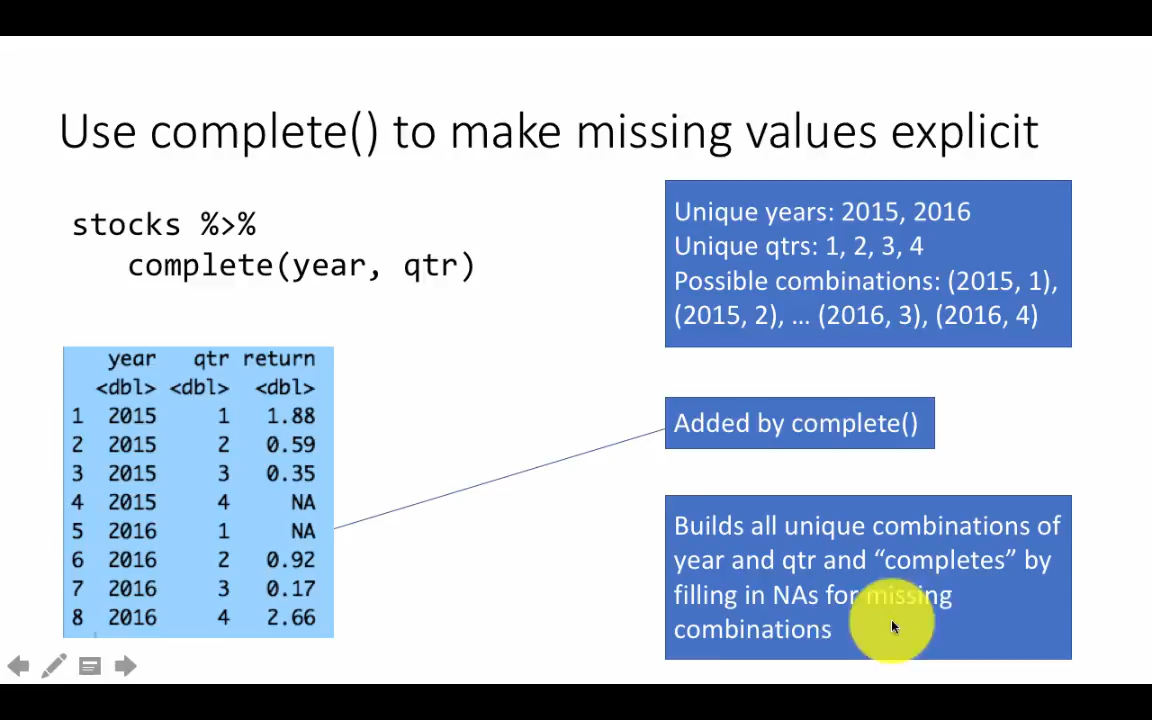 Use complete() to make missing values explicit
stocks %>%
complete(year, qtr)
year qtr return
<dbl> <dbl> <dbl>
1 2015 1 1.88
2 2015 2 0.59
3 2015 3 0.35
4 2015 4 NA
5 2016 1 NA
6 2016 2 0.92
7 2016 3 0.17
8 2016 4 2.66
Unique years: 2015, 2016
Unique qtrs: 1, 2, 3, 4
Possible combinations: (2015, 1),
(2015, 2), … (2016, 3), (2016, 4)
Added by complete()
Builds all unique combinations of
year and qtr and “completes” by
filling in NAs for missing
combinations